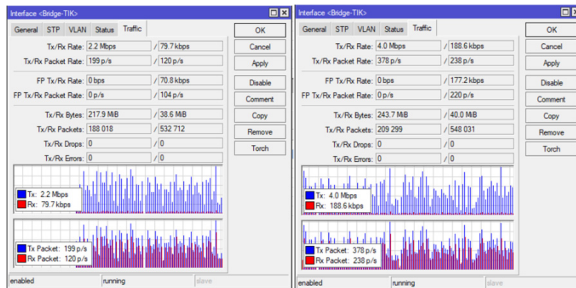 Interface <Bridge-TIK>
General STP VLAN Status Traffic
Tx/Rx Rate: 2.2 Mbps / 79.7 kbps
Tx/Rx Packet Rate: 199 p/s / 120 p/s
FP Tx/Rx Rate: 0 bps / 70.8 kbps
FP Tx/Rx Packet Rate: 0 p/s / 104 p/s
Tx/Rx Bytes: 217.9 MiB / 38.6 MiB
Tx/Rx Packets: 188 018 / 532 712
Tx/Rx Drops: 0 / 0
Tx/Rx Errors: 0 / 0
Tx: 2.2 Mbps
Rx: 79.7 kbps
Tx Packet: 199 p/s
Rx Packet: 120 p/s
OK
Cancel
Apply
Disable
Comment
Copy
Remove
Torch
enabled running slave
Interface <Bridge-TIK>
General STP VLAN Status Traffic
Tx/Rx Rate: 4.0 Mbps / 188.6 kbps
Tx/Rx Packet Rate: 378 p/s / 238 p/s
FP Tx/Rx Rate: 0 bps / 177.2 kbps
FP Tx/Rx Packet Rate: 0 p/s / 220 p/s
Tx/Rx Bytes: 243.7 MiB / 40.0 MiB
Tx/Rx Packets: 209 299 / 548 031
Tx/Rx Drops: 0 / 0
Tx/Rx Errors: 0 / 0
Tx: 4.0 Mbps
Rx: 188.6 kbps
Tx Packet: 378 p/s
Rx Packet: 238 p/s
OK
Cancel
Apply
Disable
Comment
Copy
Remove
Torch
enabled running slave